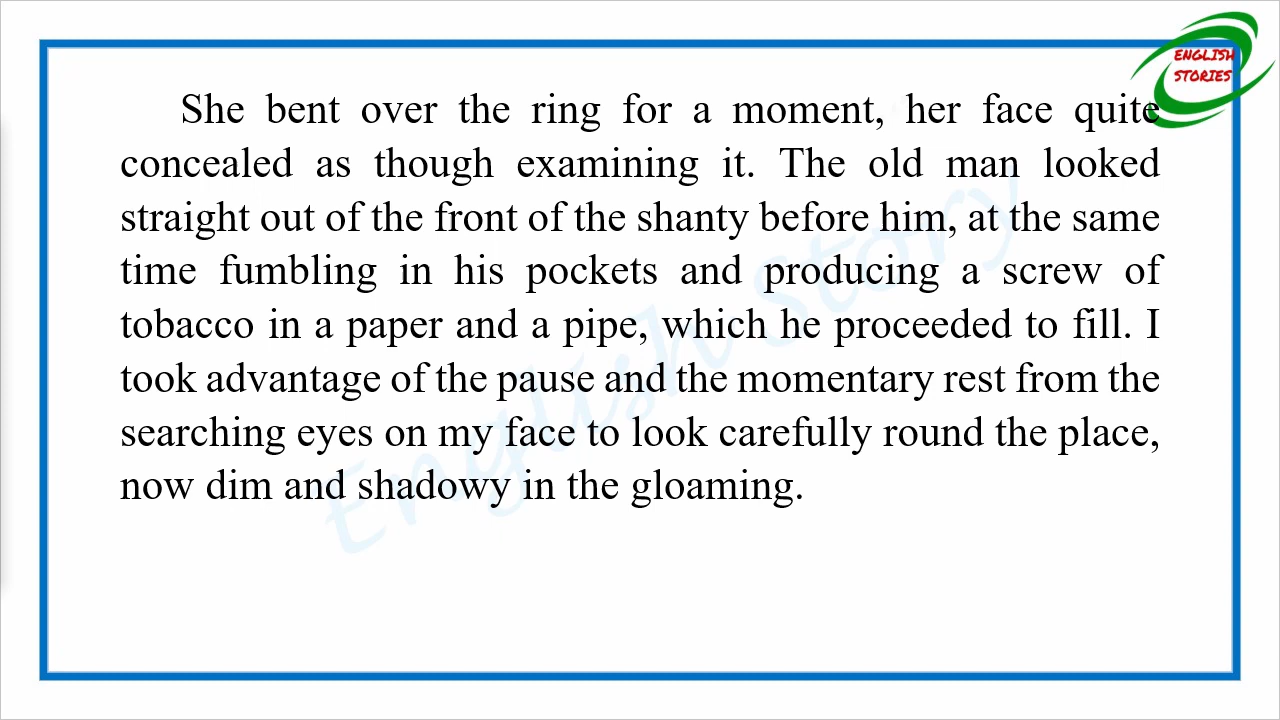 ENGLISH
STORIES
She bent over the ring for a moment, her face quite
concealed as though examining it. The old man looked
straight out of the front of the shanty before him, at the same
time fumbling in his pockets and producing a screw of
tobacco in a paper and a pipe, which he proceeded to fill. I
took advantage of the pause and the momentary rest from the
searching eyes on my face to look carefully round the place,
now dim and shadowy in the gloaming.
English Story